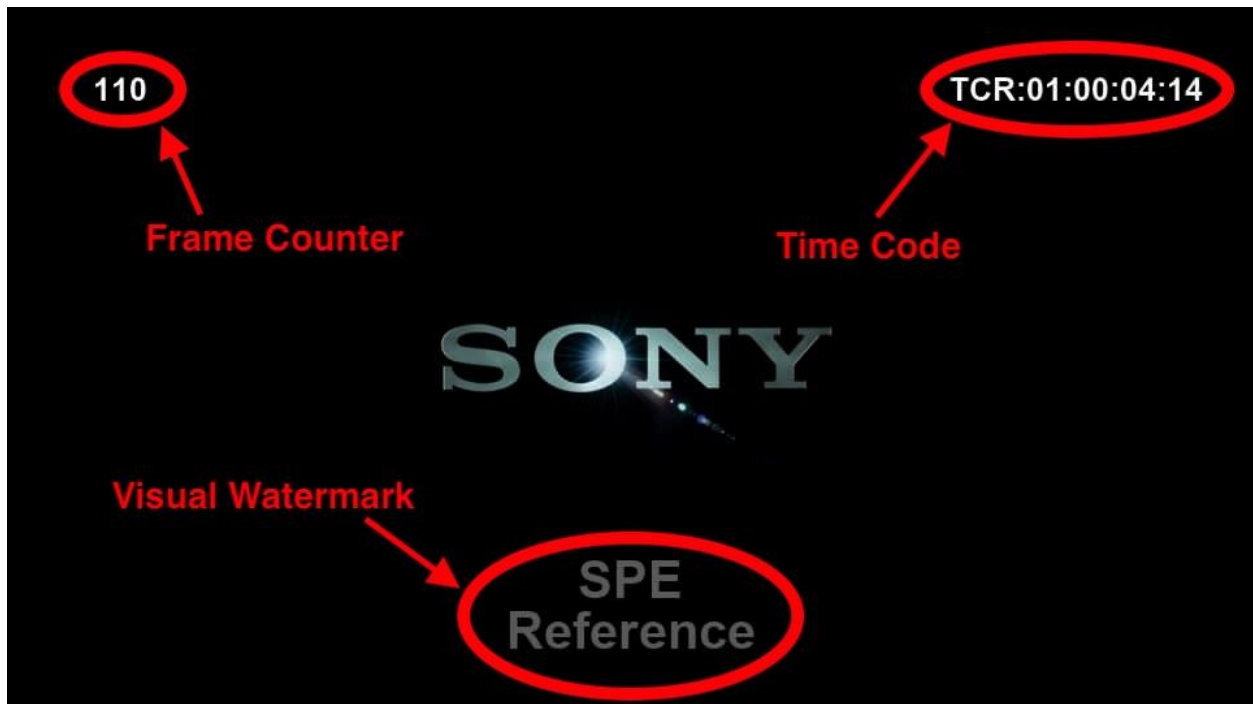 110
TCR:01:00:04:14
Frame Counter
Time Code
SONY
Visual Watermark
SPE
Reference